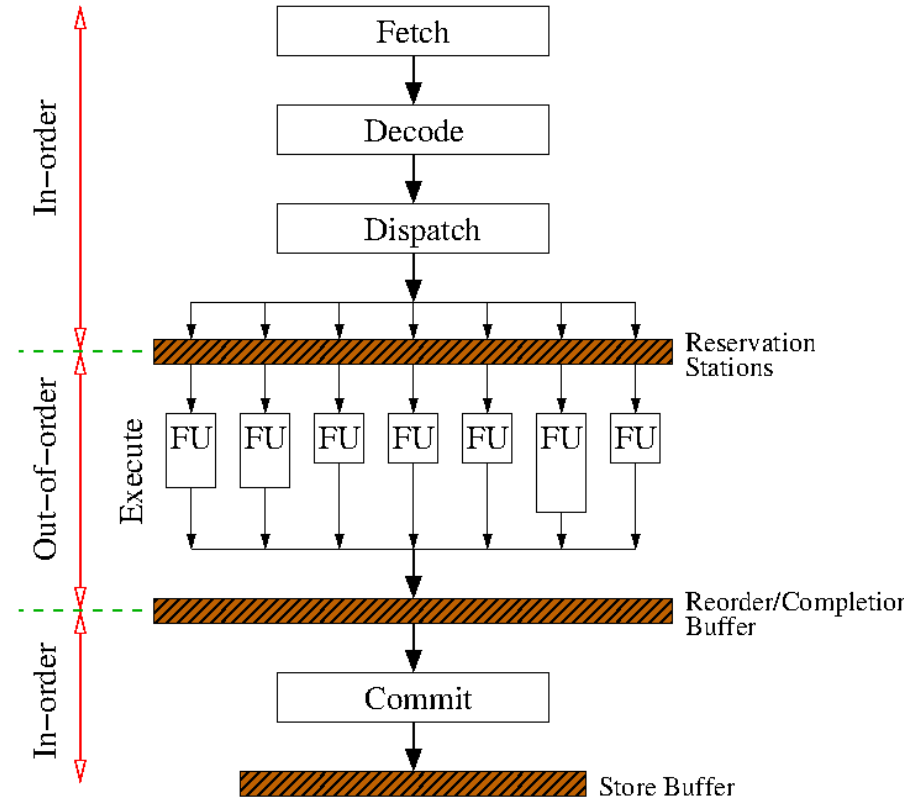 Fetch
Decode
Dispatch
In-order
Reservation
Stations
FU
FU
FU
FU
FU
FU
FU
Execute
Out-of-order
Reorder/Completion
Buffer
Commit
In-order
Store Buffer